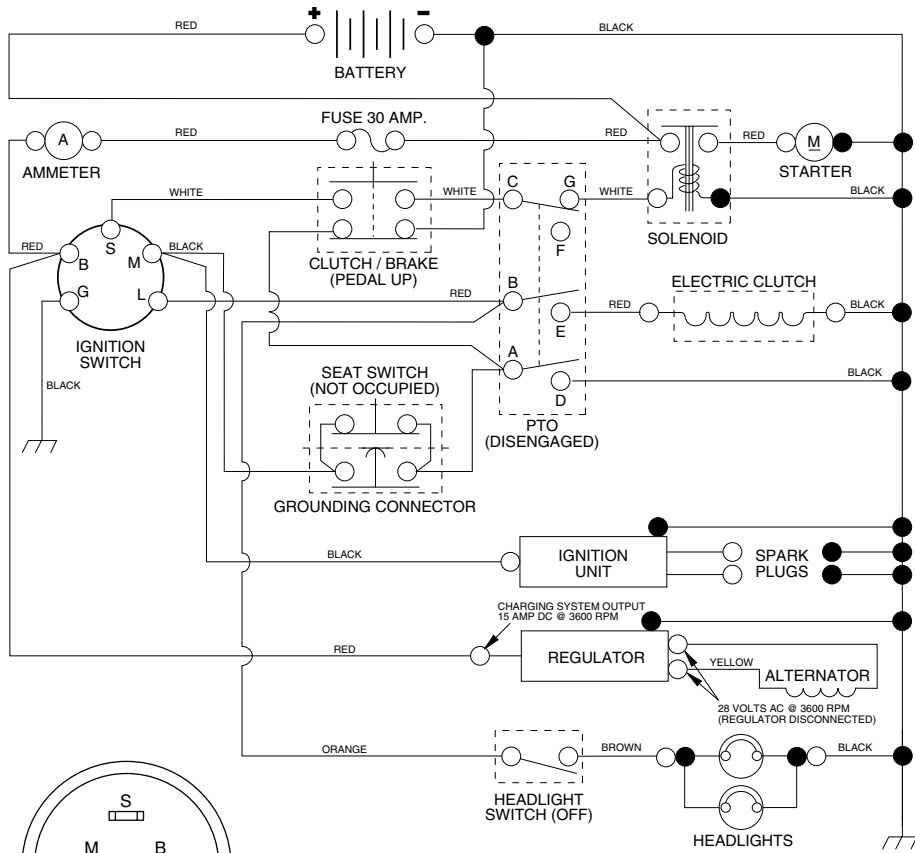 +
-
RED
BLACK
BATTERY
FUSE 30 AMP.
A
RED
RED
RED
M
AMMETER
STARTER
WHITE
WHITE
C
G
WHITE
BLACK
SOLENOID
S
F
RED
B
M
BLACK
CLUTCH / BRAKE
(PEDAL UP)
G
L
RED
B
ELECTRIC CLUTCH
E
RED
BLACK
IGNITION
SWITCH
A
SEAT SWITCH
(NOT OCCUPIED)
BLACK
BLACK
D
PTO
(DISENGAGED)
GROUNDING CONNECTOR
BLACK
IGNITION
UNIT
SPARK
PLUGS
CHARGING SYSTEM OUTPUT
15 AMP DC @ 3600 RPM
RED
REGULATOR
YELLOW
ALTERNATOR
28 VOLTS AC @ 3600 RPM
(REGULATOR DISCONNECTED)
ORANGE
BROWN
BLACK
HEADLIGHT
SWITCH (OFF)
HEADLIGHTS
S
M
B